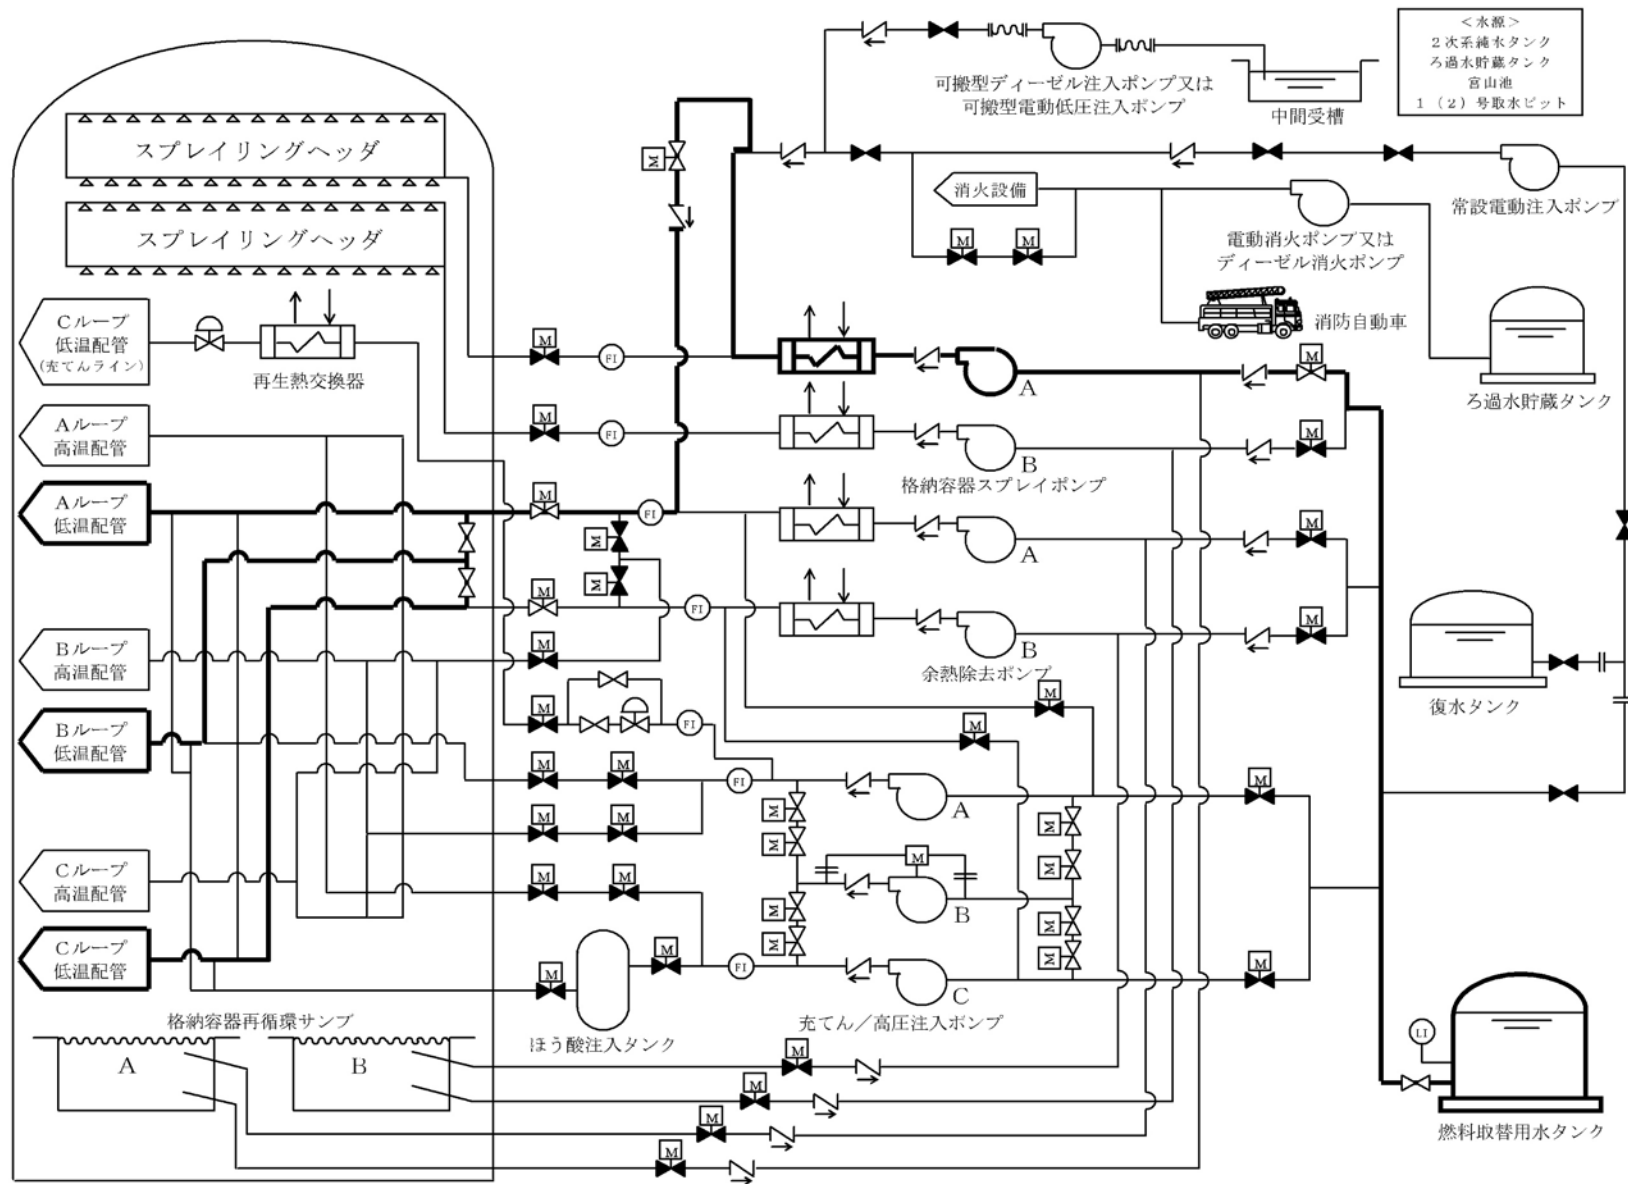 ＜水源＞
２次系純水タンク
ろ過水貯蔵タンク
宮山池
１（２）号取水ピット
可搬型ディーゼル注入ポンプ又は
可搬型電動低圧注入ポンプ
中間受槽
スプレイリングヘッダ
スプレイリングヘッダ
M
消火設備
常設電動注入ポンプ
M
M
電動消火ポンプ又は
ディーゼル消火ポンプ
消防自動車
ろ過水貯蔵タンク
Cループ
低温配管
(充てんライン)
再生熱交換器
M
FI
A
M
Aループ
高温配管
M
FI
B
M
格納容器スプレイポンプ
Aループ
低温配管
M
FI
M
A
M
M
M
FI
B
M
余熱除去ポンプ
Bループ
高温配管
M
M
M
復水タンク
Bループ
低温配管
M
FI
M
M
FI
A
M
M
M
M
M
M
M
Cループ
高温配管
M
M
M
B
M
M
M
M
Cループ
低温配管
M
M
FI
C
M
充てん／高圧注入ポンプ
ほう酸注入タンク
格納容器再循環サンプ
A
B
M
M
M
M
LI
燃料取替用水タンク